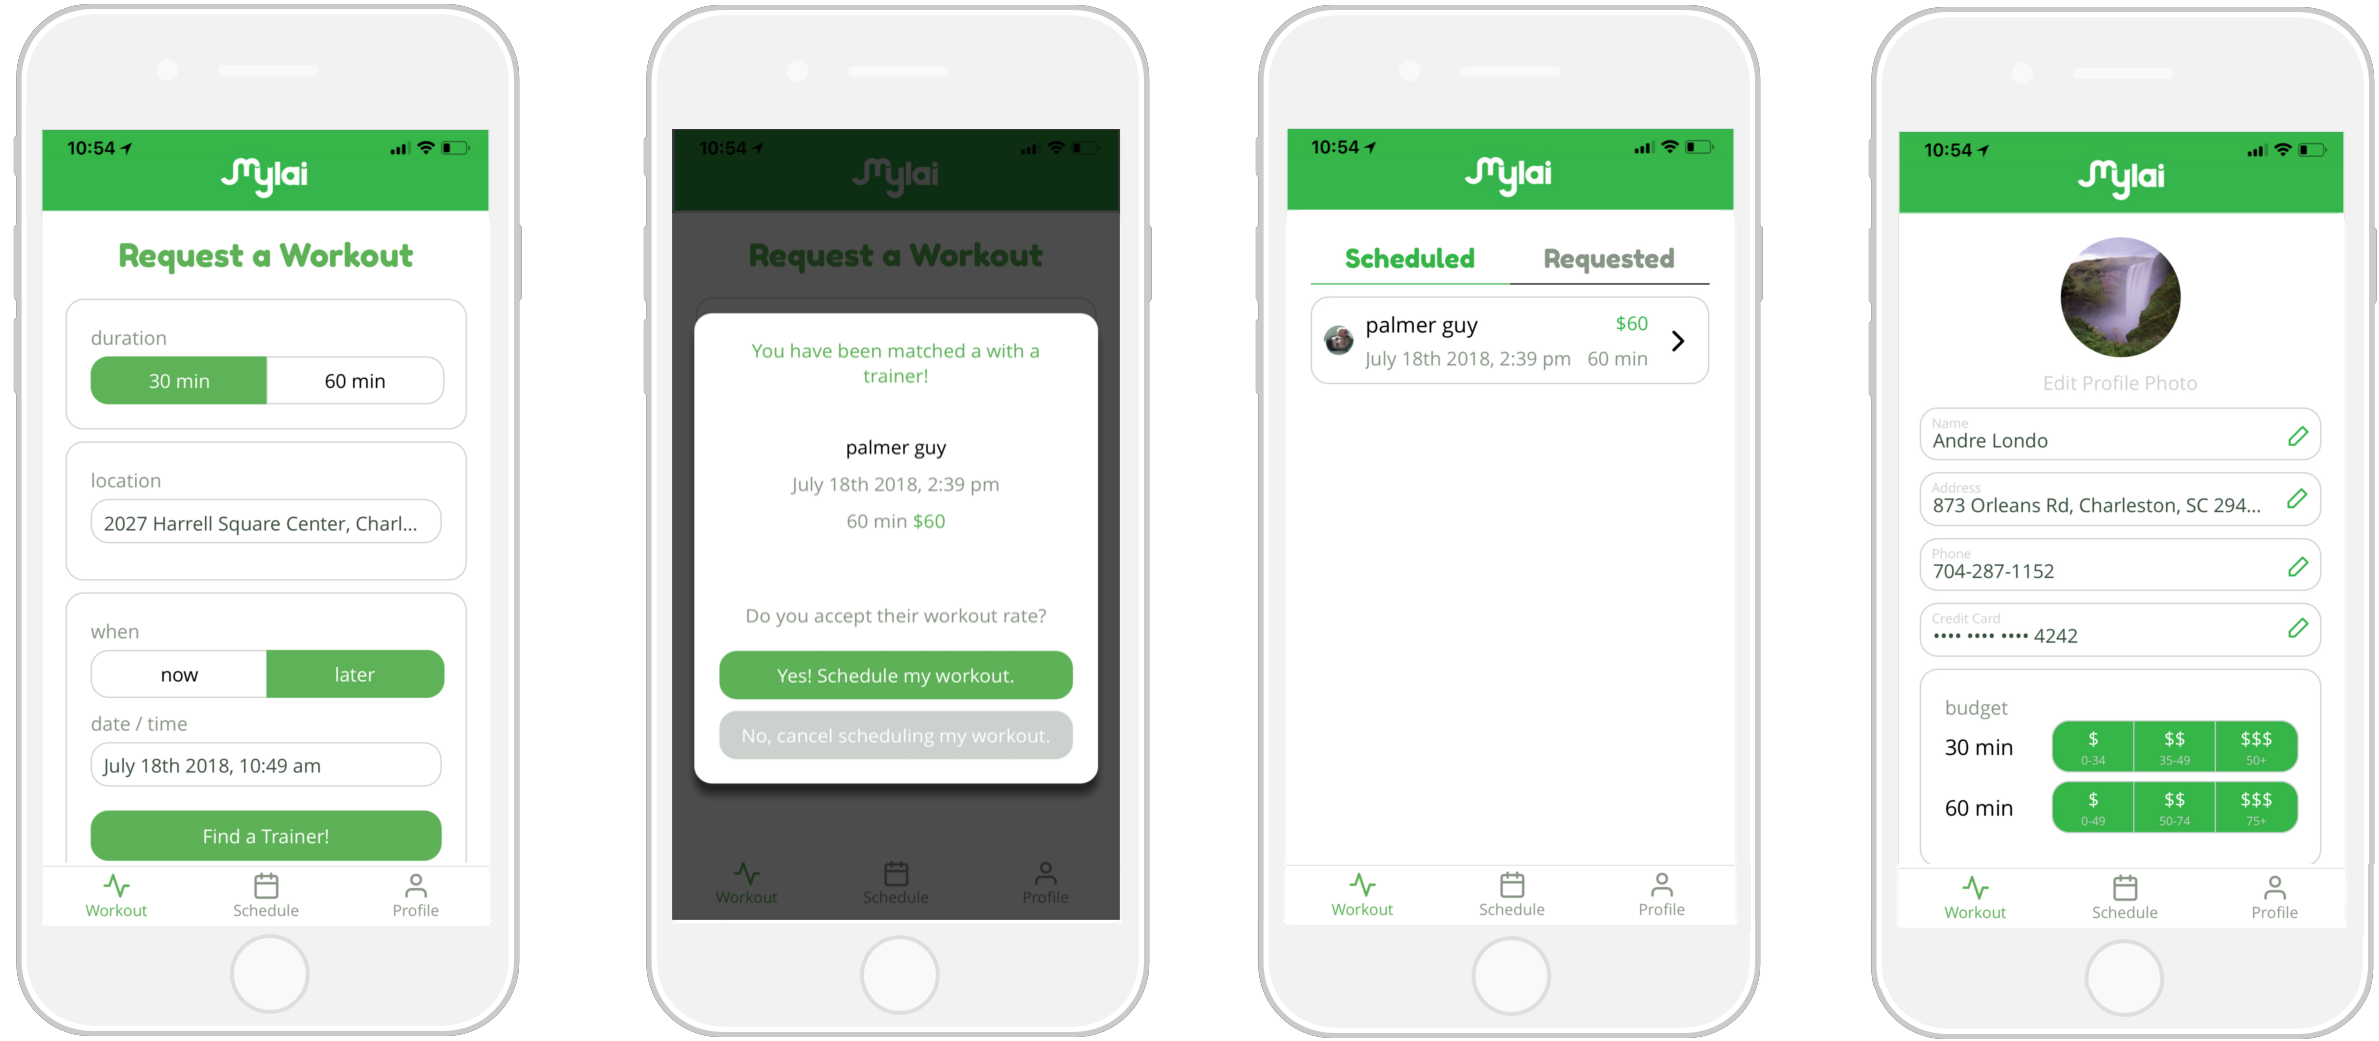 10:54
Mylai
Request a Workout
duration
30 min 60 min
location
2027 Harrell Square Center, Charl...
when
now later
date / time
July 18th 2018, 10:49 am
Find a Trainer!
Workout Schedule Profile
10:54
Mylai
Request a Workout
You have been matched a with a
trainer!
palmer guy
July 18th 2018, 2:39 pm
60 min $60
Do you accept their workout rate?
Yes! Schedule my workout.
No, cancel scheduling my workout.
Workout Schedule Profile
10:54
Mylai
Scheduled Requested
palmer guy $60
July 18th 2018, 2:39 pm 60 min
Workout Schedule Profile
10:54
Mylai
Edit Profile Photo
Name
Andre Londo
Address
873 Orleans Rd, Charleston, SC 294...
Phone
704-287-1152
Credit Card
•••• •••• •••• 4242
budget
30 min $ $$ $$$
0-34 35-49 50+
60 min $ $$ $$$
0-49 50-74 75+
Workout Schedule Profile